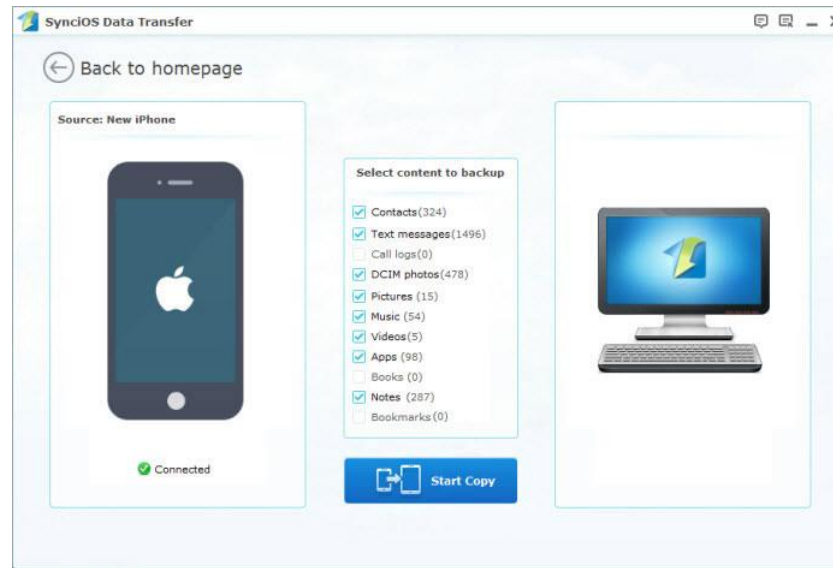 SynciOS Data Transfer
Back to homepage
Source: New iPhone
Connected
Select content to backup
Contacts(324)
Text messages(1496)
Call logs(0)
DCIM photos(478)
Pictures (15)
Music (54)
Videos(5)
Apps (98)
Books (0)
Notes (287)
Bookmarks(0)
Start Copy